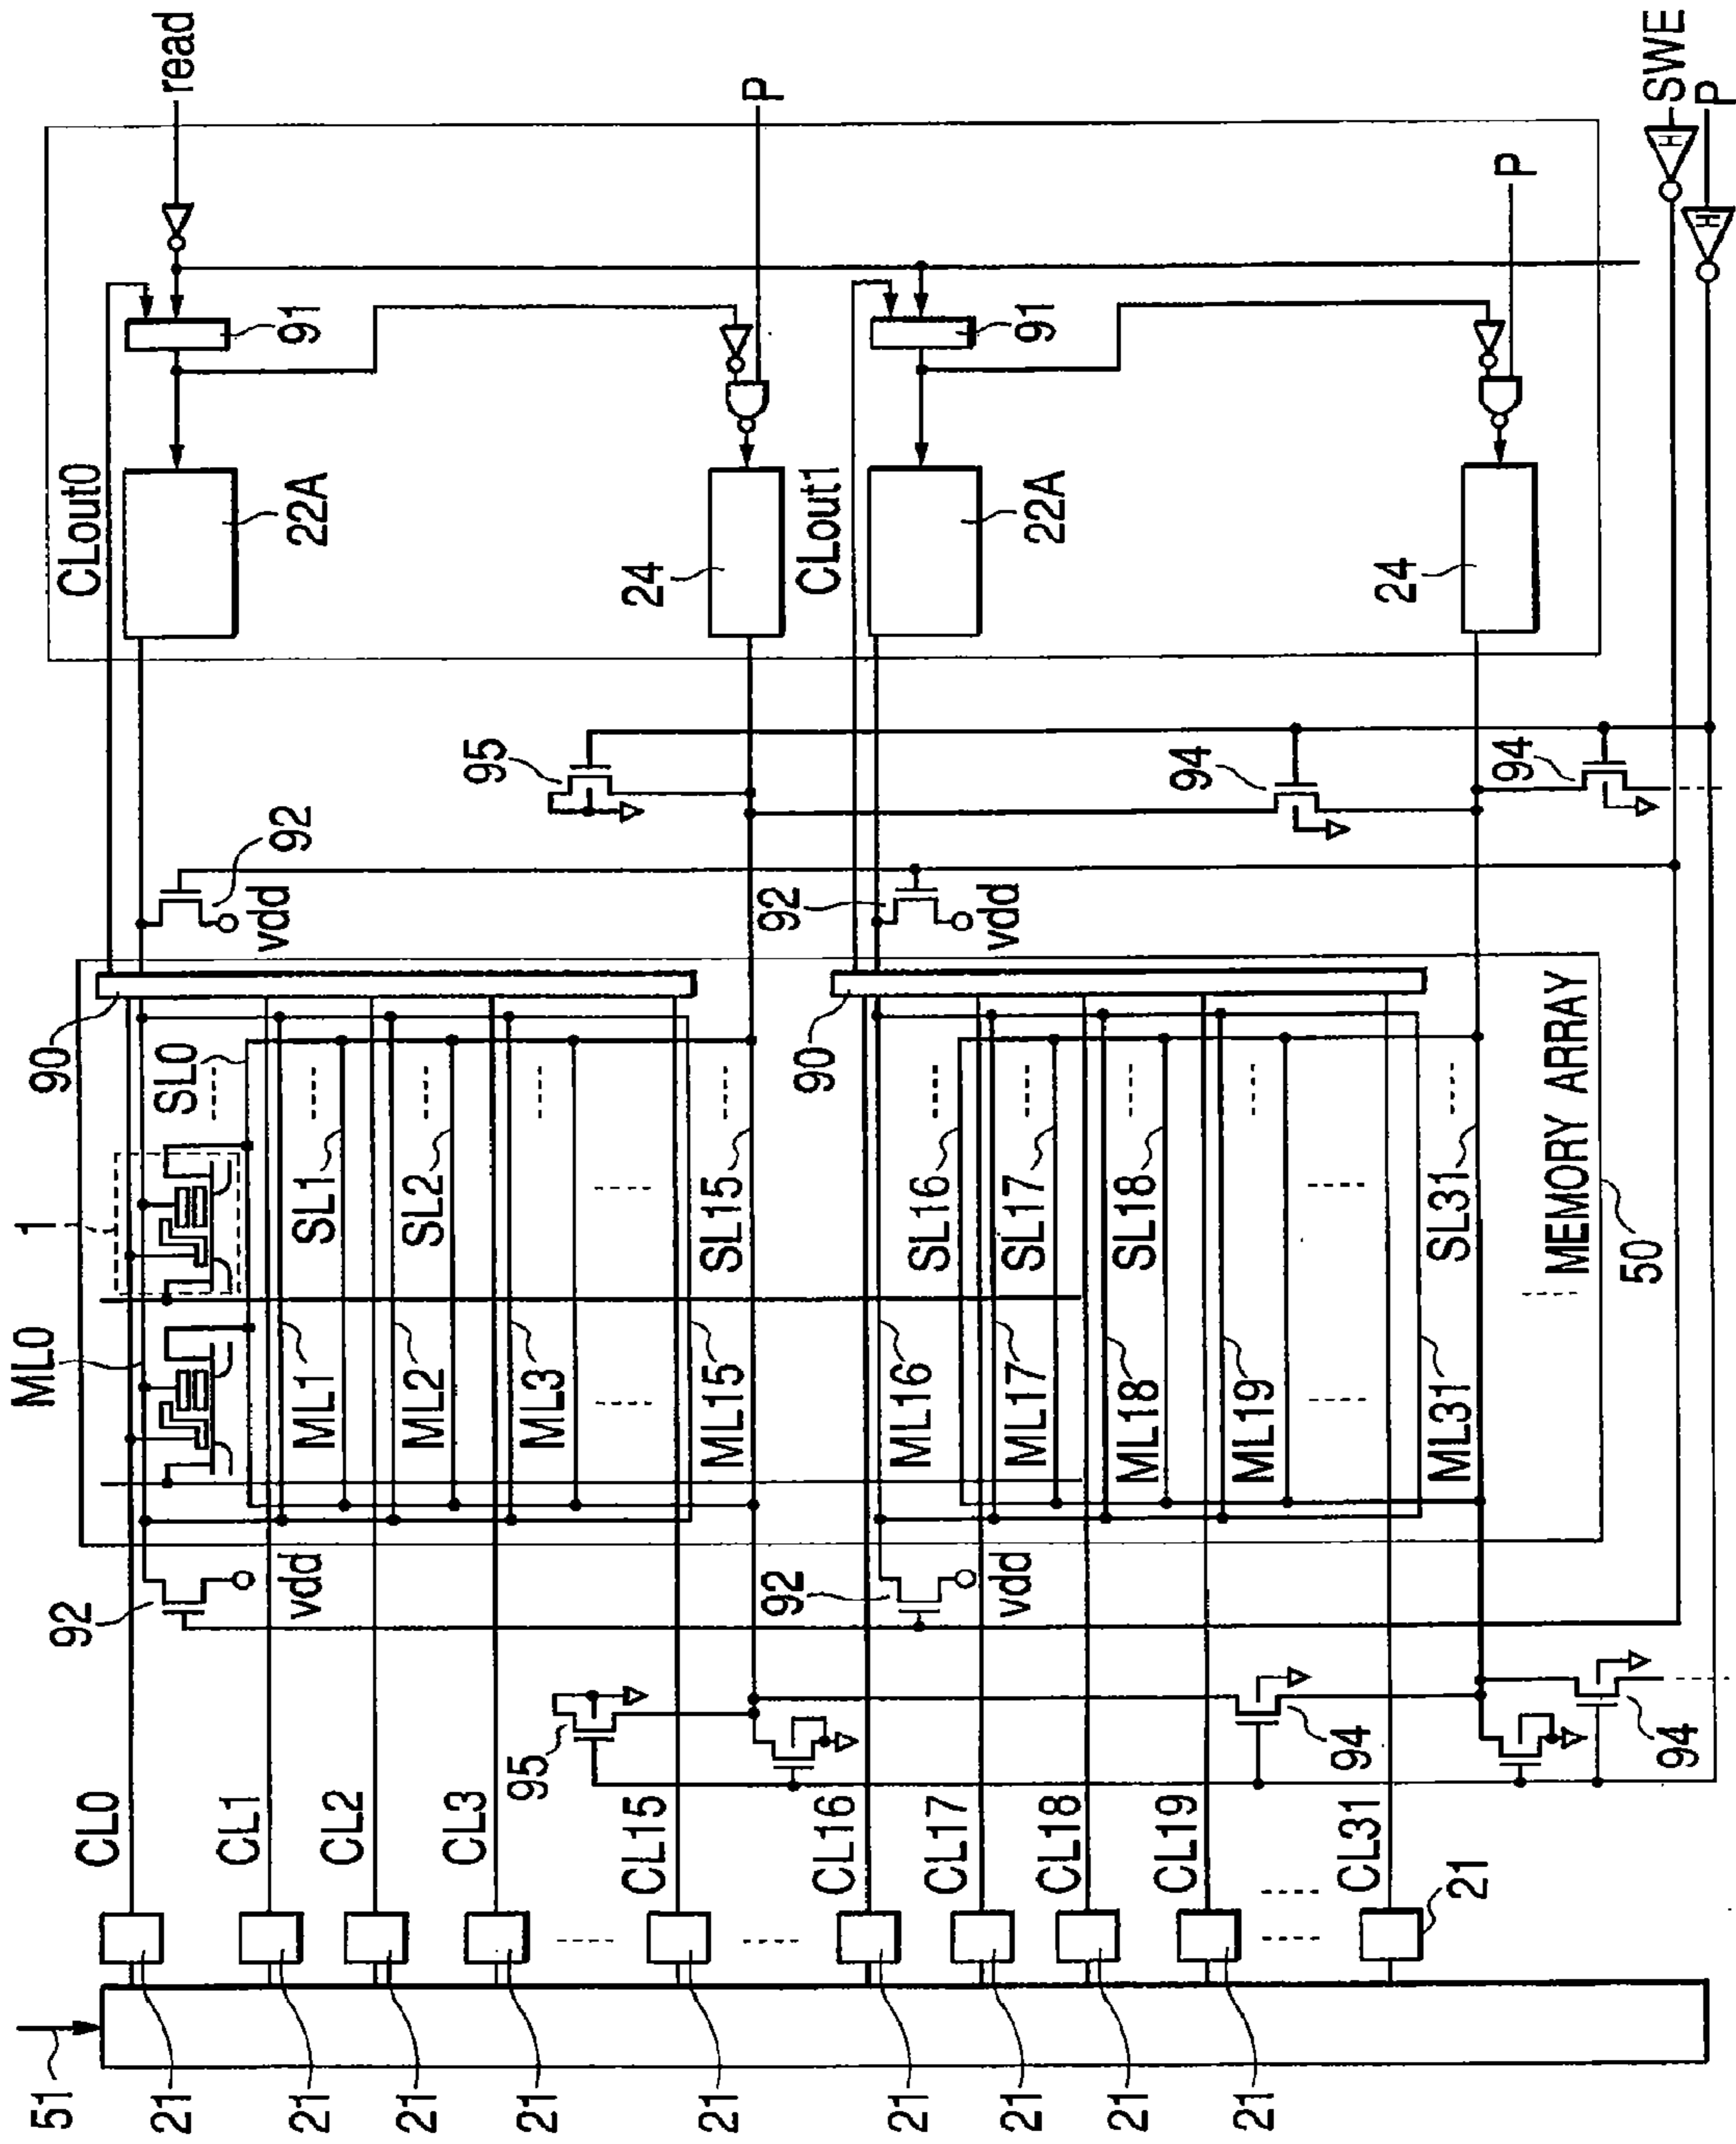 51
21
21
21
21
21
21
21
21
21
21
CL0
CL1
CL2
CL3
CL15
CL16
CL17
CL18
CL19
CL31
92
vdd
95
92
vdd
94
94
ML0
1
ML1
ML2
ML3
ML15
ML16
ML17
ML18
ML19
ML31
SL0
SL1
SL2
SL15
SL16
SL17
SL18
SL31
90
90
MEMORY ARRAY
50
92
vdd
95
92
vdd
94
94
CLout0
22A
24
CLout1
22A
24
91
91
read
P
P
H
SWE
H
P